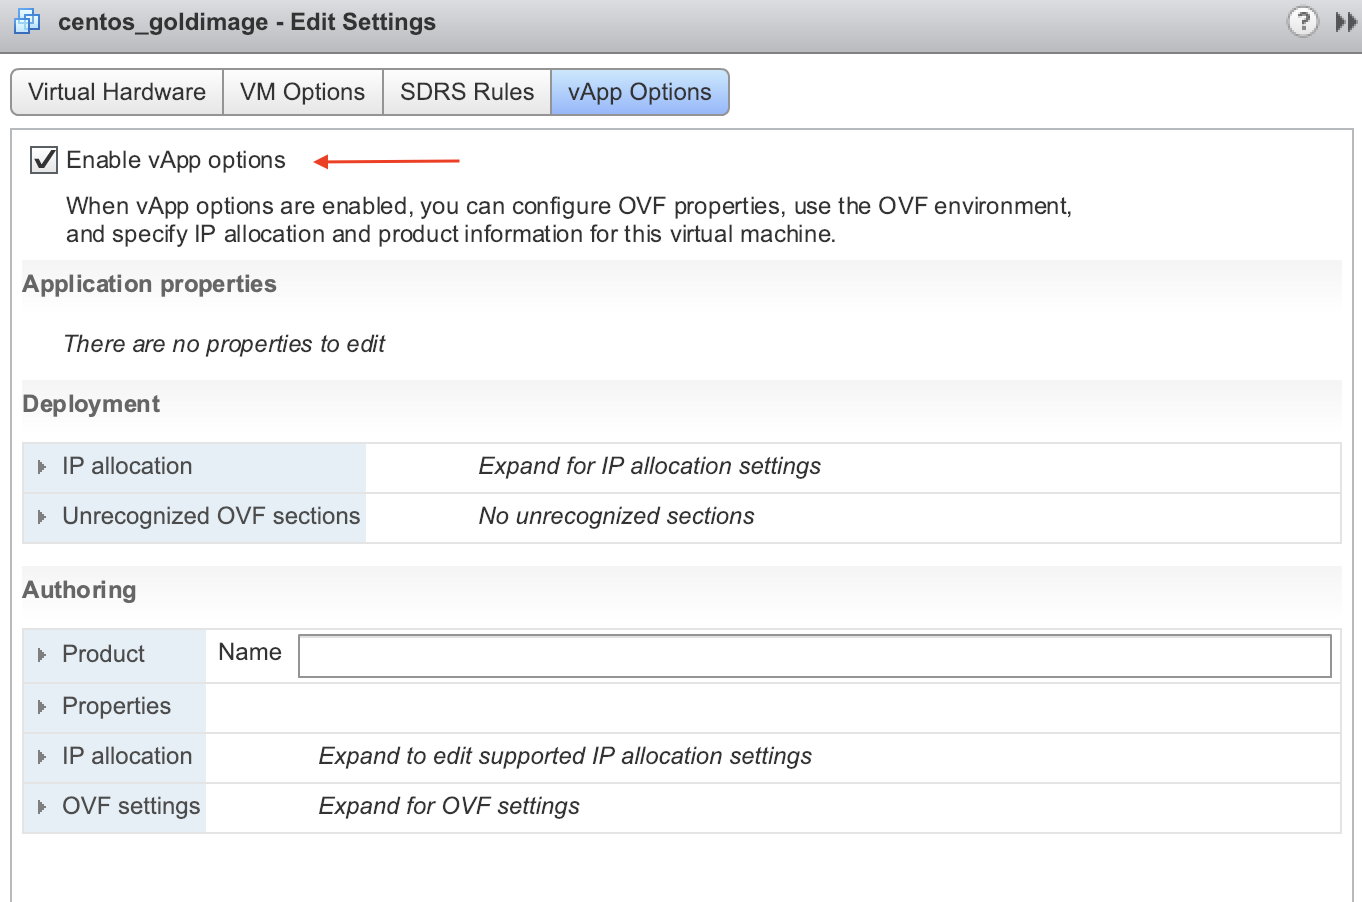 centos_goldimage - Edit Settings
?
Virtual Hardware VM Options SDRS Rules vApp Options
Enable vApp options
When vApp options are enabled, you can configure OVF properties, use the OVF environment,
and specify IP allocation and product information for this virtual machine.
Application properties
There are no properties to edit
Deployment
IP allocation Expand for IP allocation settings
Unrecognized OVF sections No unrecognized sections
Authoring
Product Name
Properties
IP allocation Expand to edit supported IP allocation settings
OVF settings Expand for OVF settings